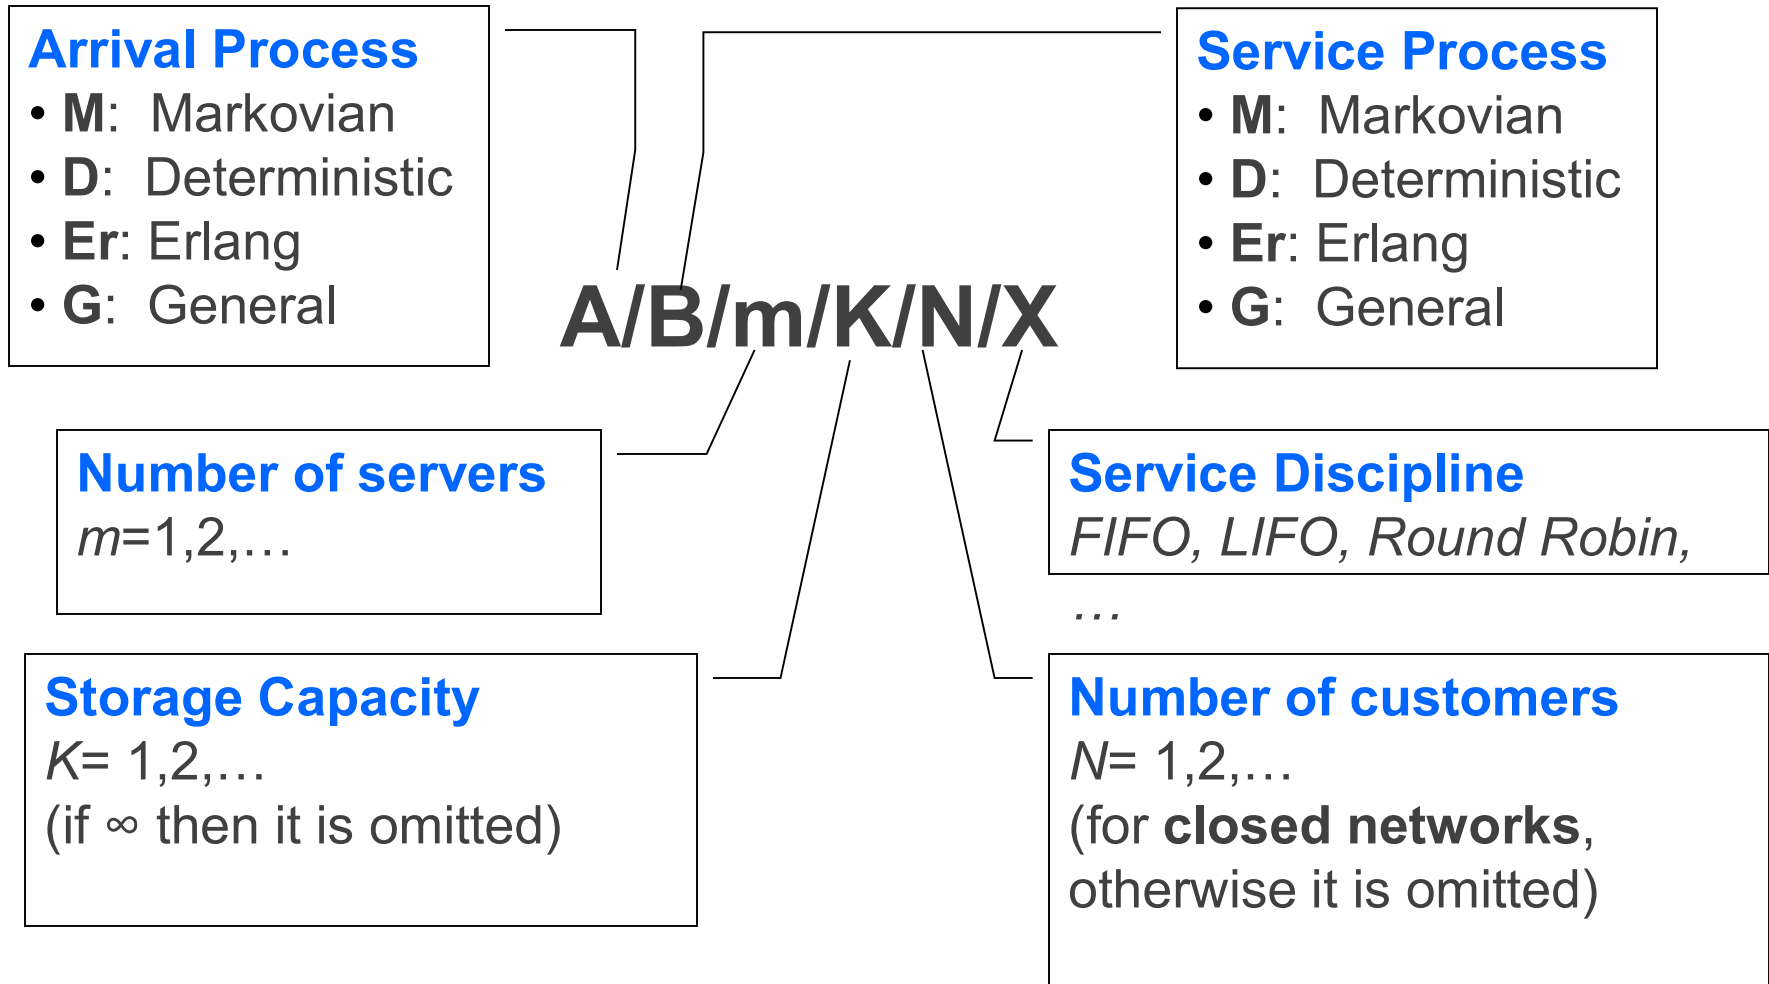 Arrival Process
• M: Markovian
• D: Deterministic
• Er: Erlang
• G: General
Service Process
• M: Markovian
• D: Deterministic
• Er: Erlang
• G: General
A/B/m/K/N/X
Number of servers
m=1,2,…
Service Discipline
FIFO, LIFO, Round Robin,
…
Storage Capacity
K= 1,2,…
(if ∞ then it is omitted)
Number of customers
N= 1,2,…
(for closed networks,
otherwise it is omitted)